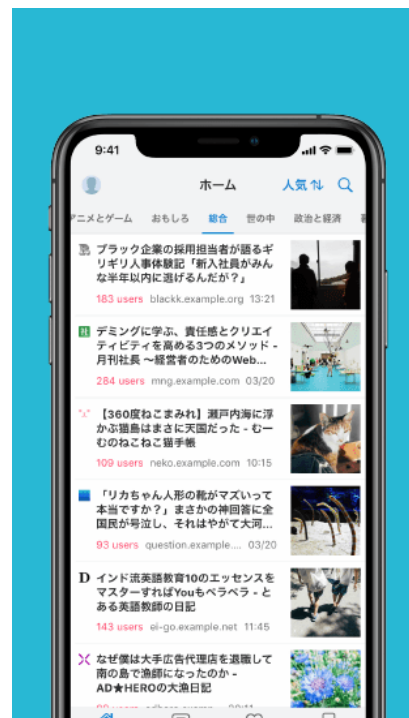 9:41
ホーム
人気
ニメとゲーム おもしろ 総合 世の中 政治と経済
ブラック企業の採用担当者が語るギ
リギリ人事体験記「新入社員がみん
な半年以内に逃げるんだが？」
183 users blackk.example.org 13:21
デミングに学ぶ、責任感とクリエイ
ティビティを高める3つのメソッド -
月刊社長 〜経営者のためのWeb...
284 users mng.example.com 03/20
【360度ねこまみれ】瀬戸内海に浮
かぶ猫島はまさに天国だった - むー
むのねこねこ猫手帳
109 users neko.example.com 10:15
「リカちゃん人形の靴がマズいって
本当ですか？」まさかの神回答に全
国民が号泣し、それはやがて大河...
93 users question.example.... 03/20
D インド流英語教育10のエッセンスを
マスターすればYouもペラペラ - と
ある英語教師の日記
143 users ei-go.example.net 11:45
なぜ僕は大手広告代理店を退職して
南の島で漁師になったのか -
AD★HEROの大漁日記